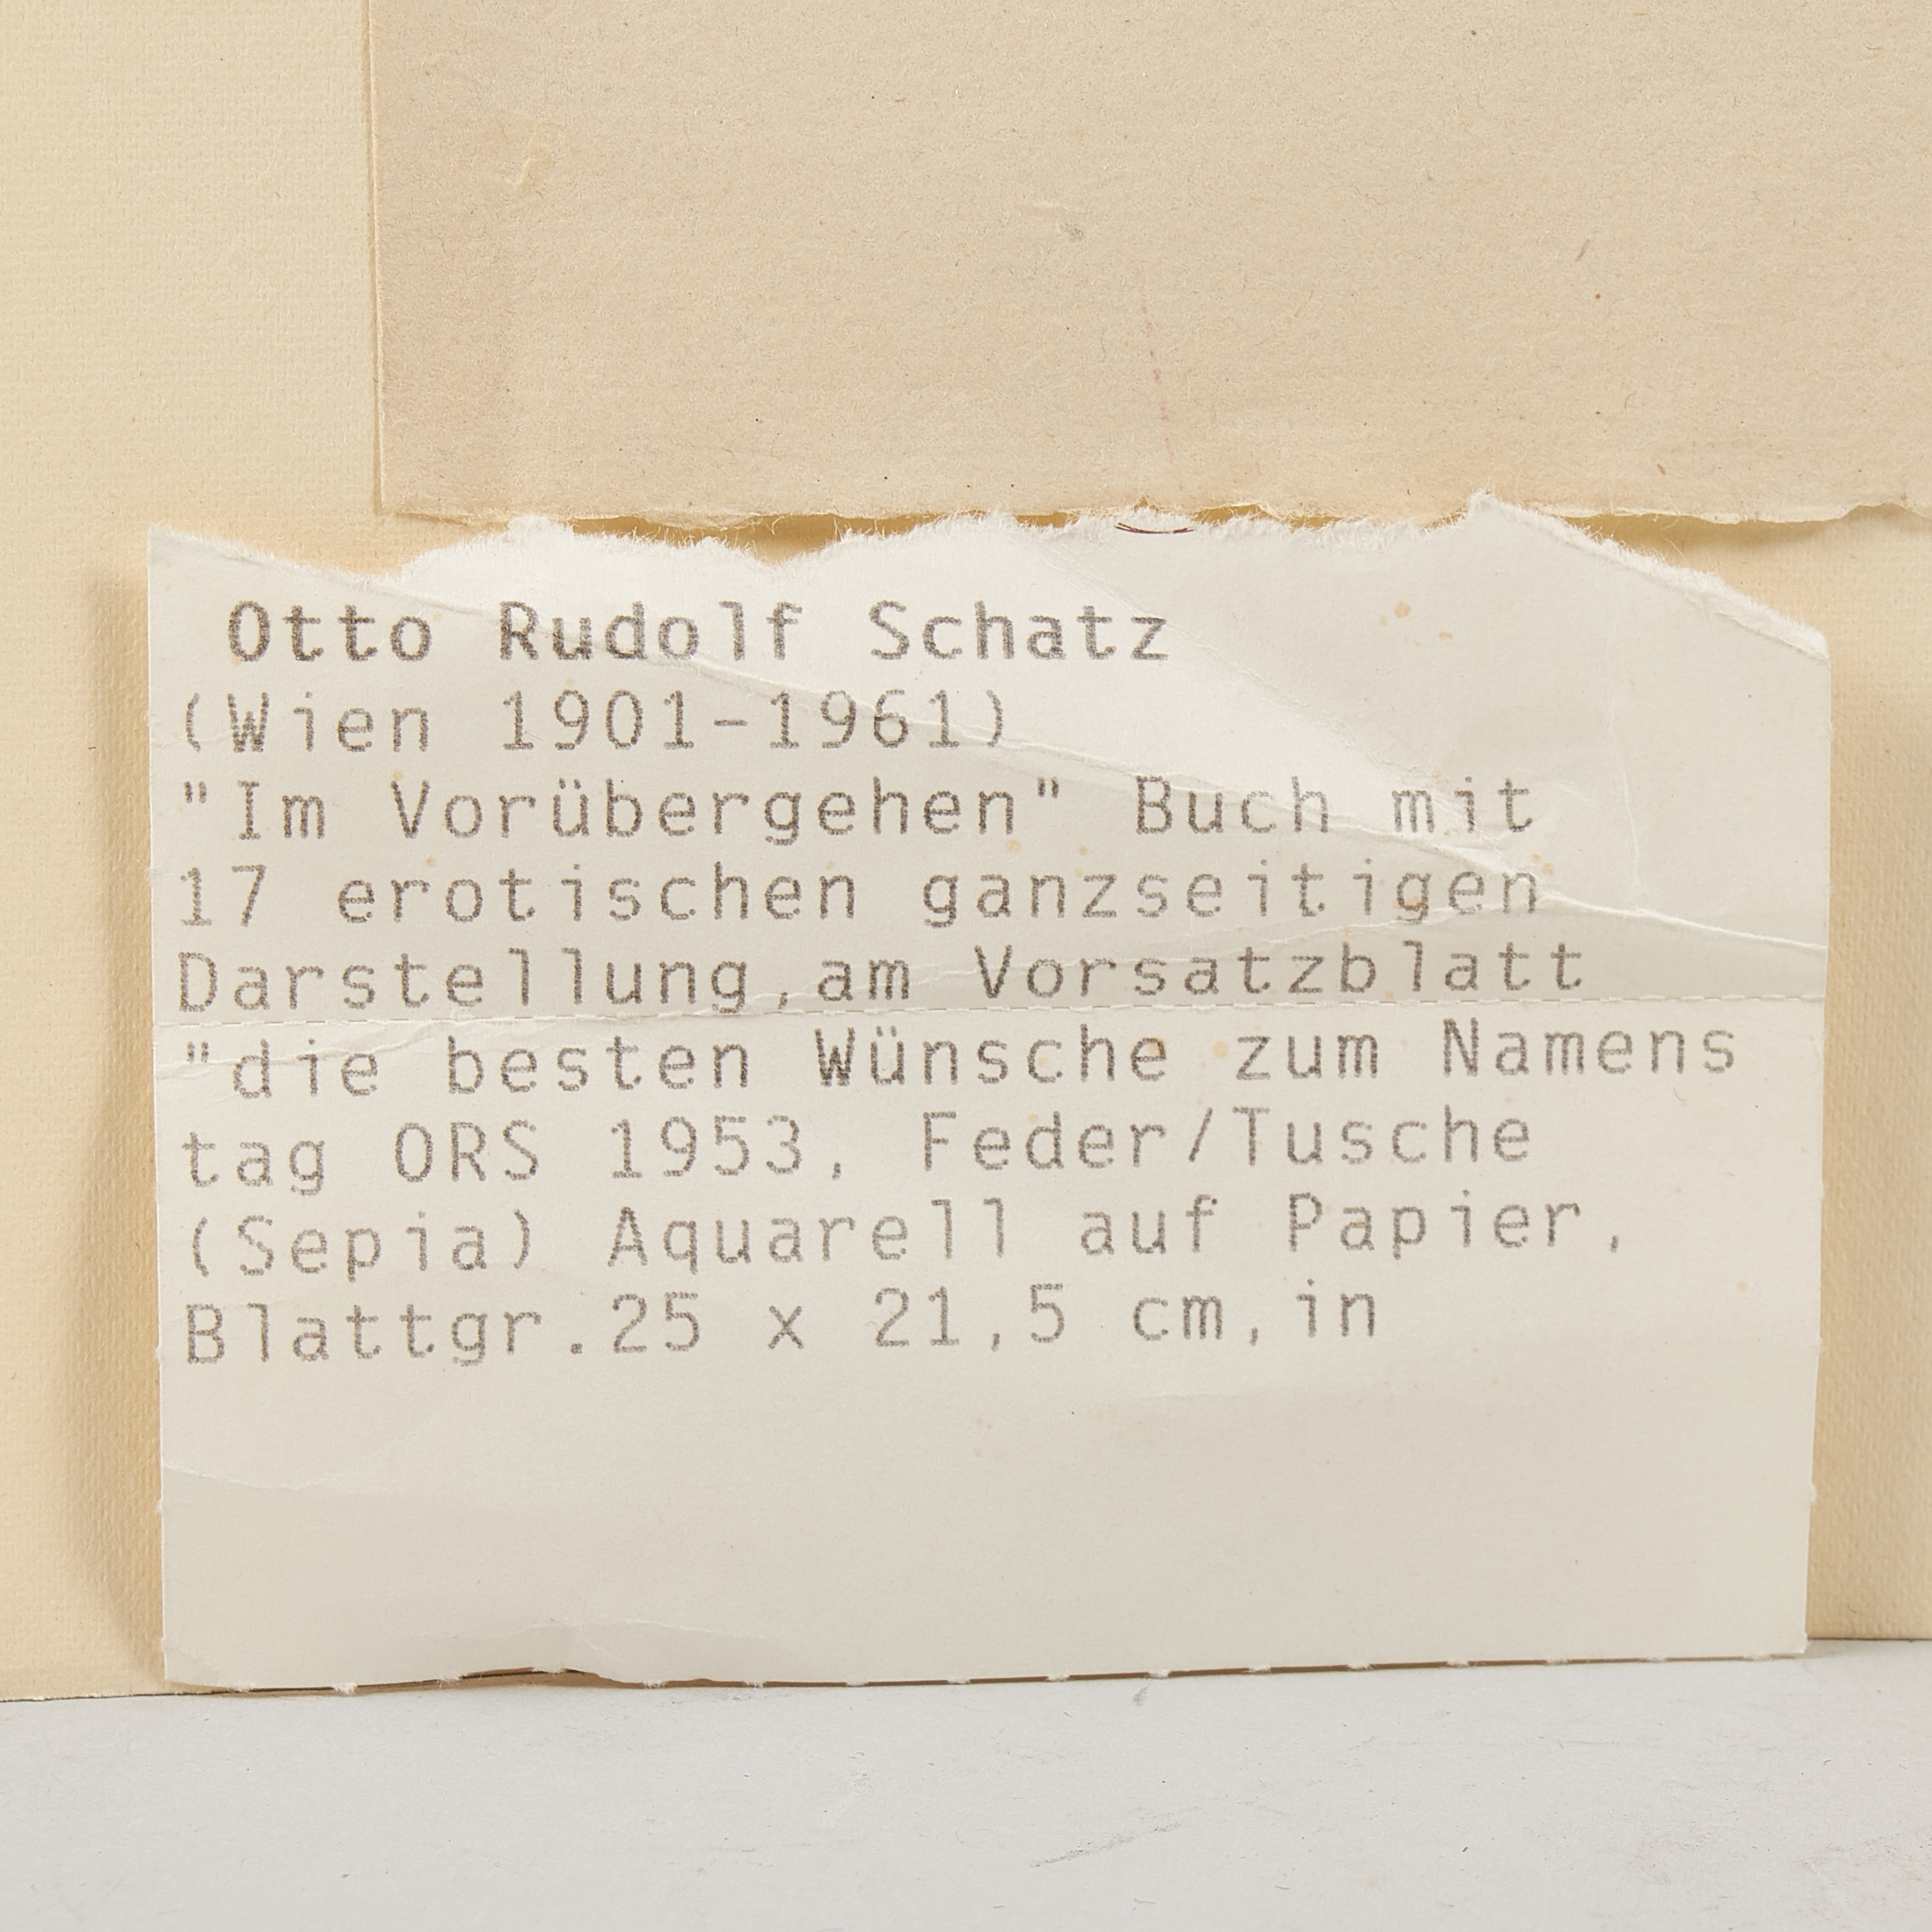 Otto Rudolf Schatz
(Wien 1901-1961)
"Im Vorübergehen" Buch mit
17 erotischen ganzseitigen
Darstellung,am Vorsatzblatt
"die besten Wünsche zum Namens
tag ORS 1953, Feder/Tusche
(Sepia) Aquarell auf Papier,
Blattgr.25 x 21,5 cm,in